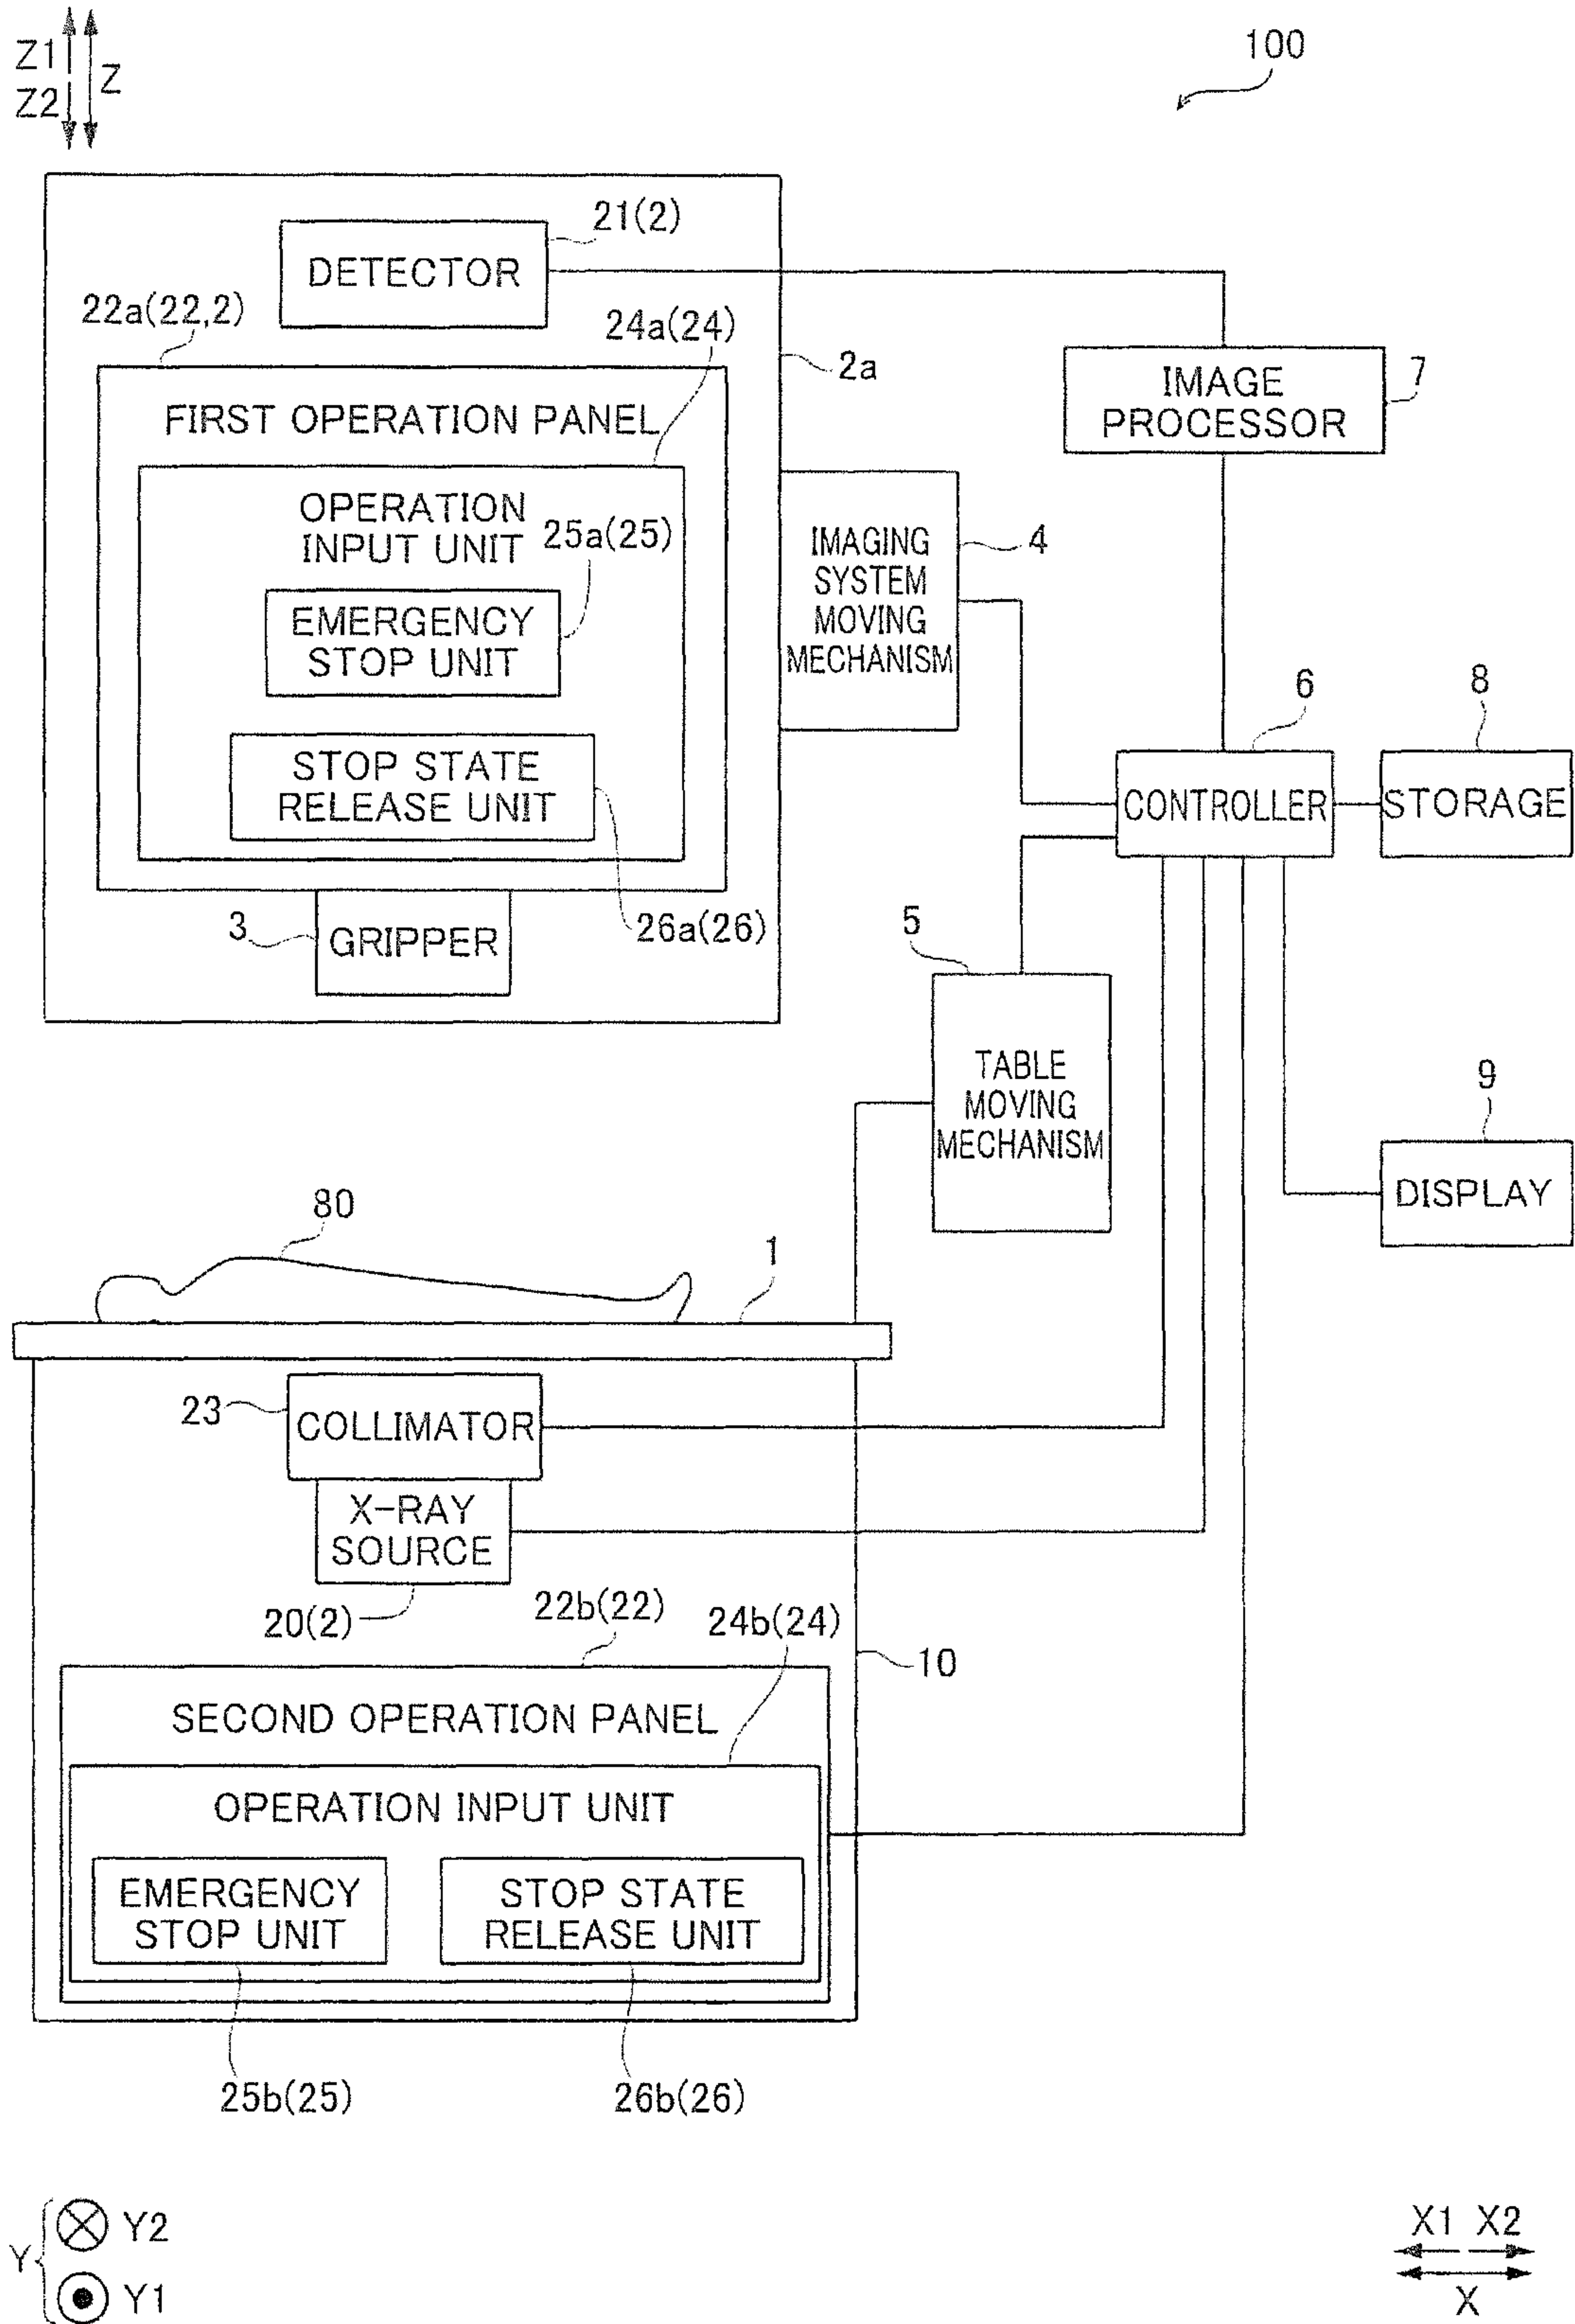 Z1
Z
Z2
100
21(2)
DETECTOR
22a(22,2)
24a(24)
2a
FIRST OPERATION PANEL
IMAGE
PROCESSOR
7
OPERATION
INPUT UNIT
25a(25)
EMERGENCY
STOP UNIT
IMAGING
SYSTEM
MOVING
MECHANISM
4
STOP STATE
RELEASE UNIT
6
CONTROLLER
8
STORAGE
3
GRIPPER
26a(26)
5
TABLE
MOVING
MECHANISM
9
DISPLAY
80
1
23
COLLIMATOR
X-RAY
SOURCE
20(2)
22b(22)
24b(24)
10
SECOND OPERATION PANEL
OPERATION INPUT UNIT
EMERGENCY
STOP UNIT
STOP STATE
RELEASE UNIT
25b(25)
26b(26)
Y
Y2
Y1
X1 X2
X